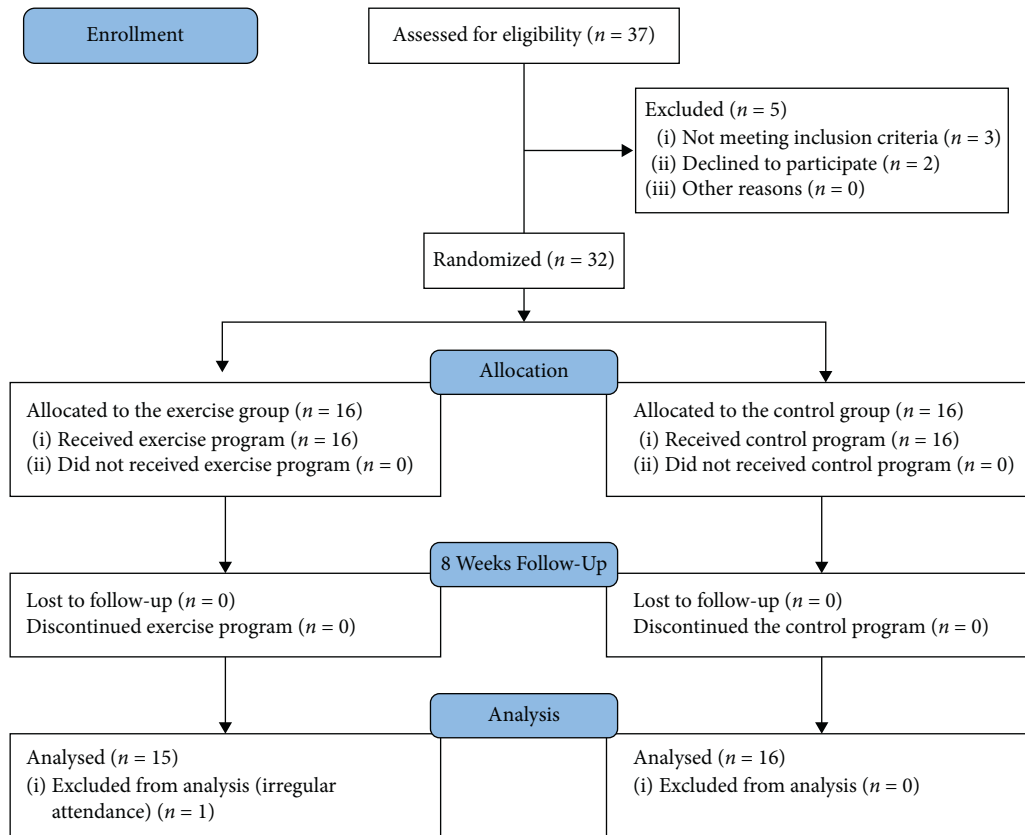 Enrollment
Assessed for eligibility (n = 37)
Excluded (n = 5)
(i) Not meeting inclusion criteria (n = 3)
(ii) Declined to participate (n = 2)
(iii) Other reasons (n = 0)
Randomized (n = 32)
Allocation
Allocated to the exercise group (n = 16)
(i) Received exercise program (n = 16)
(ii) Did not received exercise program (n = 0)
Allocated to the control group (n = 16)
(i) Received control program (n = 16)
(ii) Did not received control program (n = 0)
8 Weeks Follow-Up
Lost to follow-up (n = 0)
Discontinued exercise program (n = 0)
Lost to follow-up (n = 0)
Discontinued the control program (n = 0)
Analysis
Analysed (n = 15)
(i) Excluded from analysis (irregular
attendance) (n = 1)
Analysed (n = 16)
(i) Excluded from analysis (n = 0)